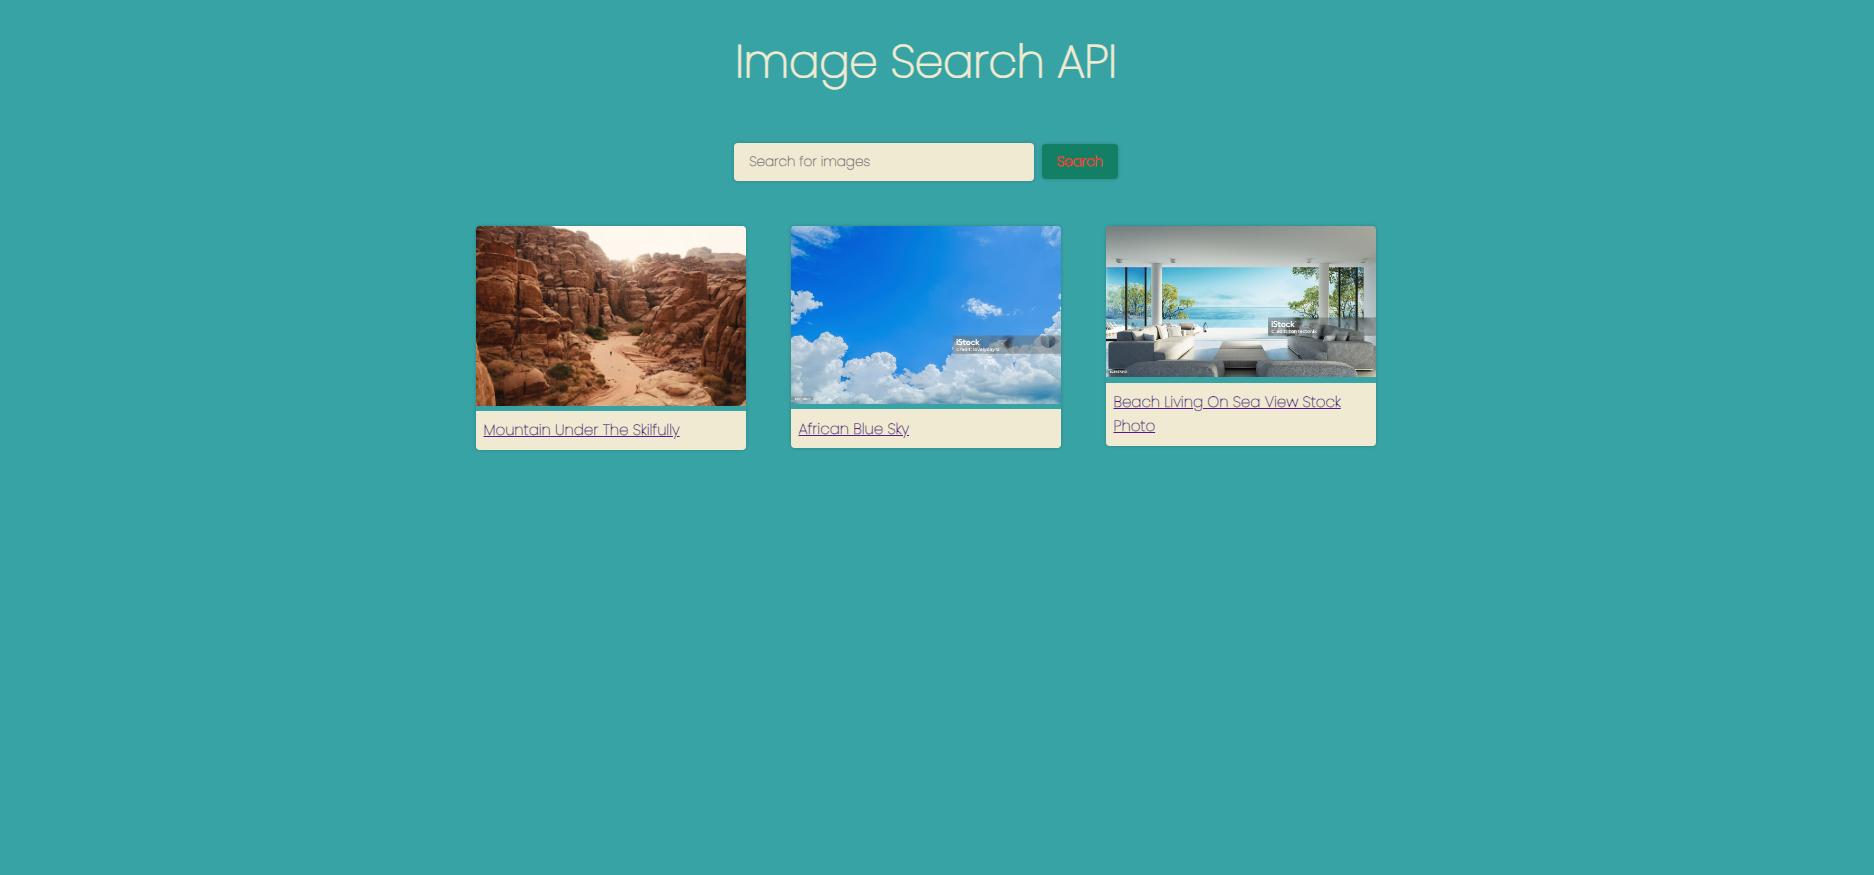 Image Search API
Search for images
Search
iStock
iStock
Mountain Under The Skilfully
African Blue Sky
Beach Living On Sea View Stock
Photo